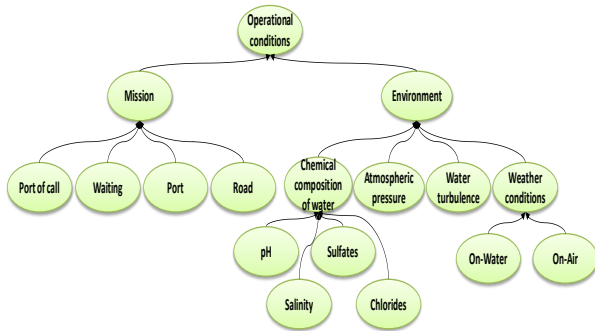 Operational
conditions
Mission
Environment
Port of call
Waiting
Port
Road
Chemical
composition
of water
Atmospheric
pressure
Water
turbulence
Weather
conditions
pH
Sulfates
On-Water
On-Air
Salinity
Chlorides